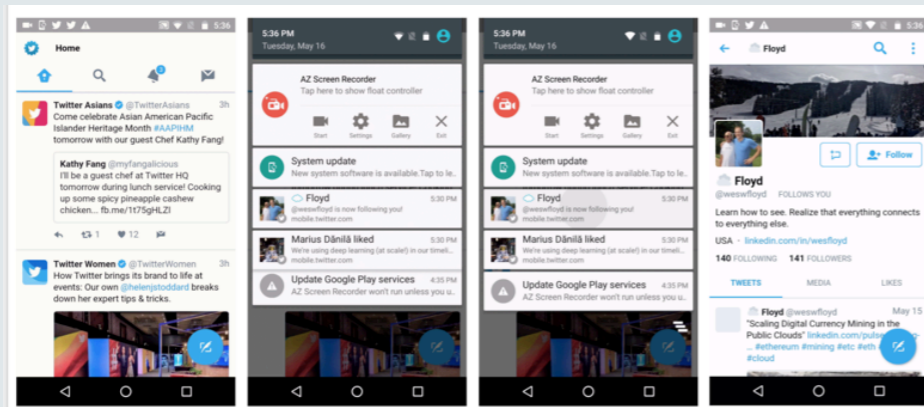 5:36
Home
3
Twitter Asians @TwitterAsians 3h
Come celebrate Asian American Pacific
Islander Heritage Month #AAPIHM
tomorrow with our guest Chef Kathy Fang!
Kathy Fang @myfangalicious
I'll be a guest chef at Twitter HQ
tomorrow during lunch service! Cooking
up some spicy pineapple cashew
chicken... fb.me/1t75gHLZl
1 12
Twitter Women @TwitterWomen 3h
How Twitter brings its brand to life at
events: Our own @helenjstoddard breaks
down her expert tips & tricks.
5:36 PM
Tuesday, May 16
AZ Screen Recorder
Tap here to show float controller
Start Settings Gallery Exit
System update
New system software is available.Tap to le..
Floyd 5:30 PM
@weswfloyd is now following you!
mobile.twitter.com
Marius Dănilă liked 5:30 PM
We're using deep learning (at scale!) in our timeli...
mobile.twitter.com
Update Google Play services 4:35 PM
AZ Screen Recorder won't run unless you u..
5:36 PM
Tuesday, May 16
AZ Screen Recorder
Tap here to show float controller
Start Settings Gallery Exit
System update
New system software is available.Tap to le..
Floyd 5:30 PM
@weswfloyd is now following you!
mobile.twitter.com
Marius Dănilă liked 5:30 PM
We're using deep learning (at scale!) in our timeli...
mobile.twitter.com
Update Google Play services 4:35 PM
AZ Screen Recorder won't run unless you u..
5:36
Floyd
Follow
Floyd
@weswfloyd FOLLOWS YOU
Learn how to see. Realize that everything connects
to everything else.
USA · linkedin.com/in/wesfloyd
140 FOLLOWING 141 FOLLOWERS
TWEETS MEDIA LIKES
Floyd @weswfloyd May 15
"Scaling Digital Currency Mining in the
Public Clouds" linkedin.com/pulse
... #ethereum #mining #etc #eth
#cloud